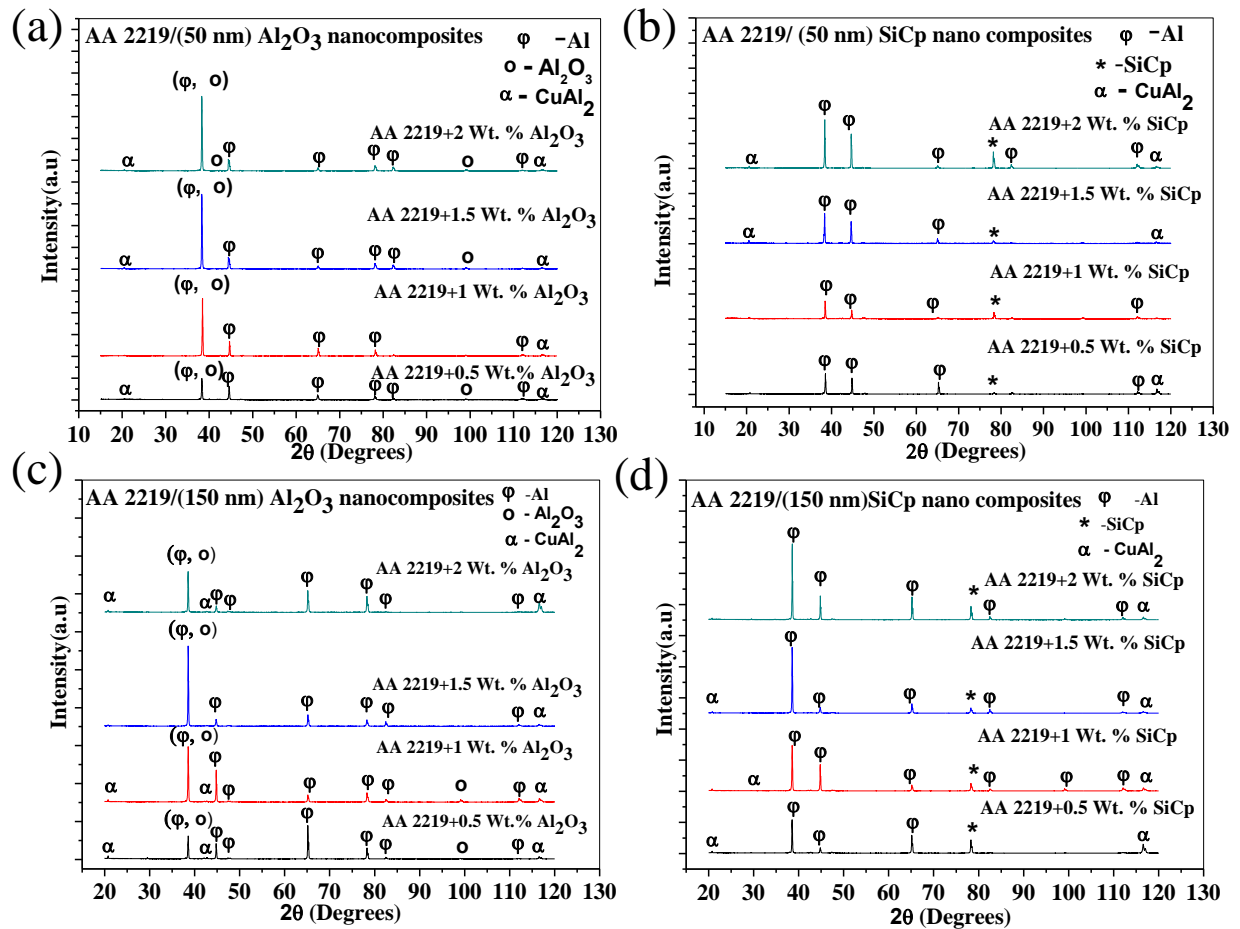 (a)
AA 2219/(50 nm) Al2O3 nanocomposites
φ -Al
o - Al2O3
α - CuAl2
(φ, o)
AA 2219+2 Wt. % Al2O3
α o φ φ φ φ o φ α
(φ, o)
AA 2219+1.5 Wt. % Al2O3
α φ φ φ φ o α
(φ, o)
AA 2219+1 Wt. % Al2O3
φ φ φ φ α
(φ, o)
AA 2219+0.5 Wt.% Al2O3
α φ φ φ φ o φ α
Intensity(a.u)
10 20 30 40 50 60 70 80 90 100 110 120 130
2θ (Degrees)
(b)
AA 2219/ (50 nm) SiCp nano composites
φ -Al
* -SiCp
α - CuAl2
AA 2219+2 Wt. % SiCp
α φ φ φ * φ φ α
AA 2219+1.5 Wt. % SiCp
α φ φ φ * α
AA 2219+1 Wt. % SiCp
φ φ φ * φ
AA 2219+0.5 Wt. % SiCp
φ φ φ * φ α
Intensity(a.u)
10 20 30 40 50 60 70 80 90 100 110 120 130
2θ (Degrees)
(c)
AA 2219/(150 nm) Al2O3 nanocomposites
φ -Al
o - Al2O3
α - CuAl2
(φ, o)
AA 2219+2 Wt. % Al2O3
α α φ φ φ φ φ φ α
(φ, o)
AA 2219+1.5 Wt. % Al2O3
φ φ φ φ φ α
(φ, o)
AA 2219+1 Wt. % Al2O3
α α φ φ φ φ φ o φ α
(φ, o)
AA 2219+0.5 Wt.% Al2O3
α α φ φ φ φ φ o φ α
Intensity(a.u)
20 30 40 50 60 70 80 90 100 110 120 130
2θ (Degrees)
(d)
AA 2219/(150 nm)SiCp nano composites
φ -Al
* -SiCp
α - CuAl2
AA 2219+2 Wt. % SiCp
φ φ φ * φ φ α
AA 2219+1.5 Wt. % SiCp
α φ φ φ * φ φ α
AA 2219+1 Wt. % SiCp
α φ φ φ * φ φ φ α
AA 2219+0.5 Wt. % SiCp
α φ φ φ * α
Intensity(a.u)
20 30 40 50 60 70 80 90 100 110 120 130
2θ (Degrees)